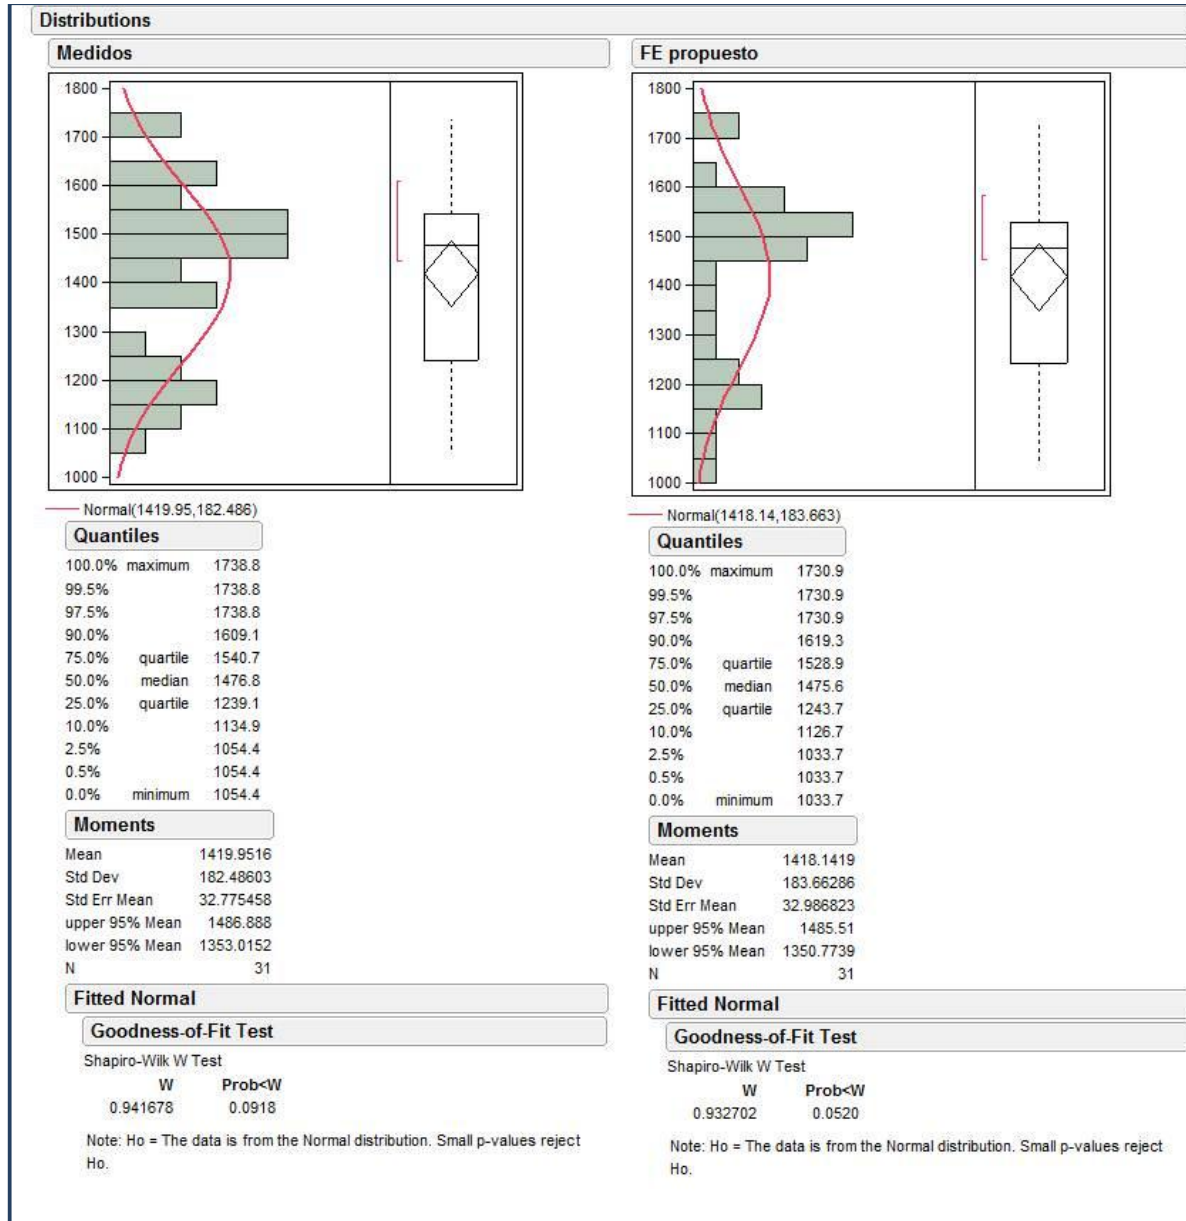 Distributions
Medidos
1800
1700
1600
1500
1400
1300
1200
1100
1000
Normal(1419.95,182.486)
Quantiles
100.0% maximum 1738.8
99.5% 1738.8
97.5% 1738.8
90.0% 1609.1
75.0% quartile 1540.7
50.0% median 1476.8
25.0% quartile 1239.1
10.0% 1134.9
2.5% 1054.4
0.5% 1054.4
0.0% minimum 1054.4
Moments
Mean 1419.9516
Std Dev 182.48603
Std Err Mean 32.775458
upper 95% Mean 1486.888
lower 95% Mean 1353.0152
N 31
Fitted Normal
Goodness-of-Fit Test
Shapiro-Wilk W Test
W Prob<W
0.941678 0.0918
Note: Ho = The data is from the Normal distribution. Small p-values reject
Ho.
FE propuesto
1800
1700
1600
1500
1400
1300
1200
1100
1000
Normal(1418.14,183.663)
Quantiles
100.0% maximum 1730.9
99.5% 1730.9
97.5% 1730.9
90.0% 1619.3
75.0% quartile 1528.9
50.0% median 1475.6
25.0% quartile 1243.7
10.0% 1126.7
2.5% 1033.7
0.5% 1033.7
0.0% minimum 1033.7
Moments
Mean 1418.1419
Std Dev 183.66286
Std Err Mean 32.986823
upper 95% Mean 1485.51
lower 95% Mean 1350.7739
N 31
Fitted Normal
Goodness-of-Fit Test
Shapiro-Wilk W Test
W Prob<W
0.932702 0.0520
Note: Ho = The data is from the Normal distribution. Small p-values reject
Ho.